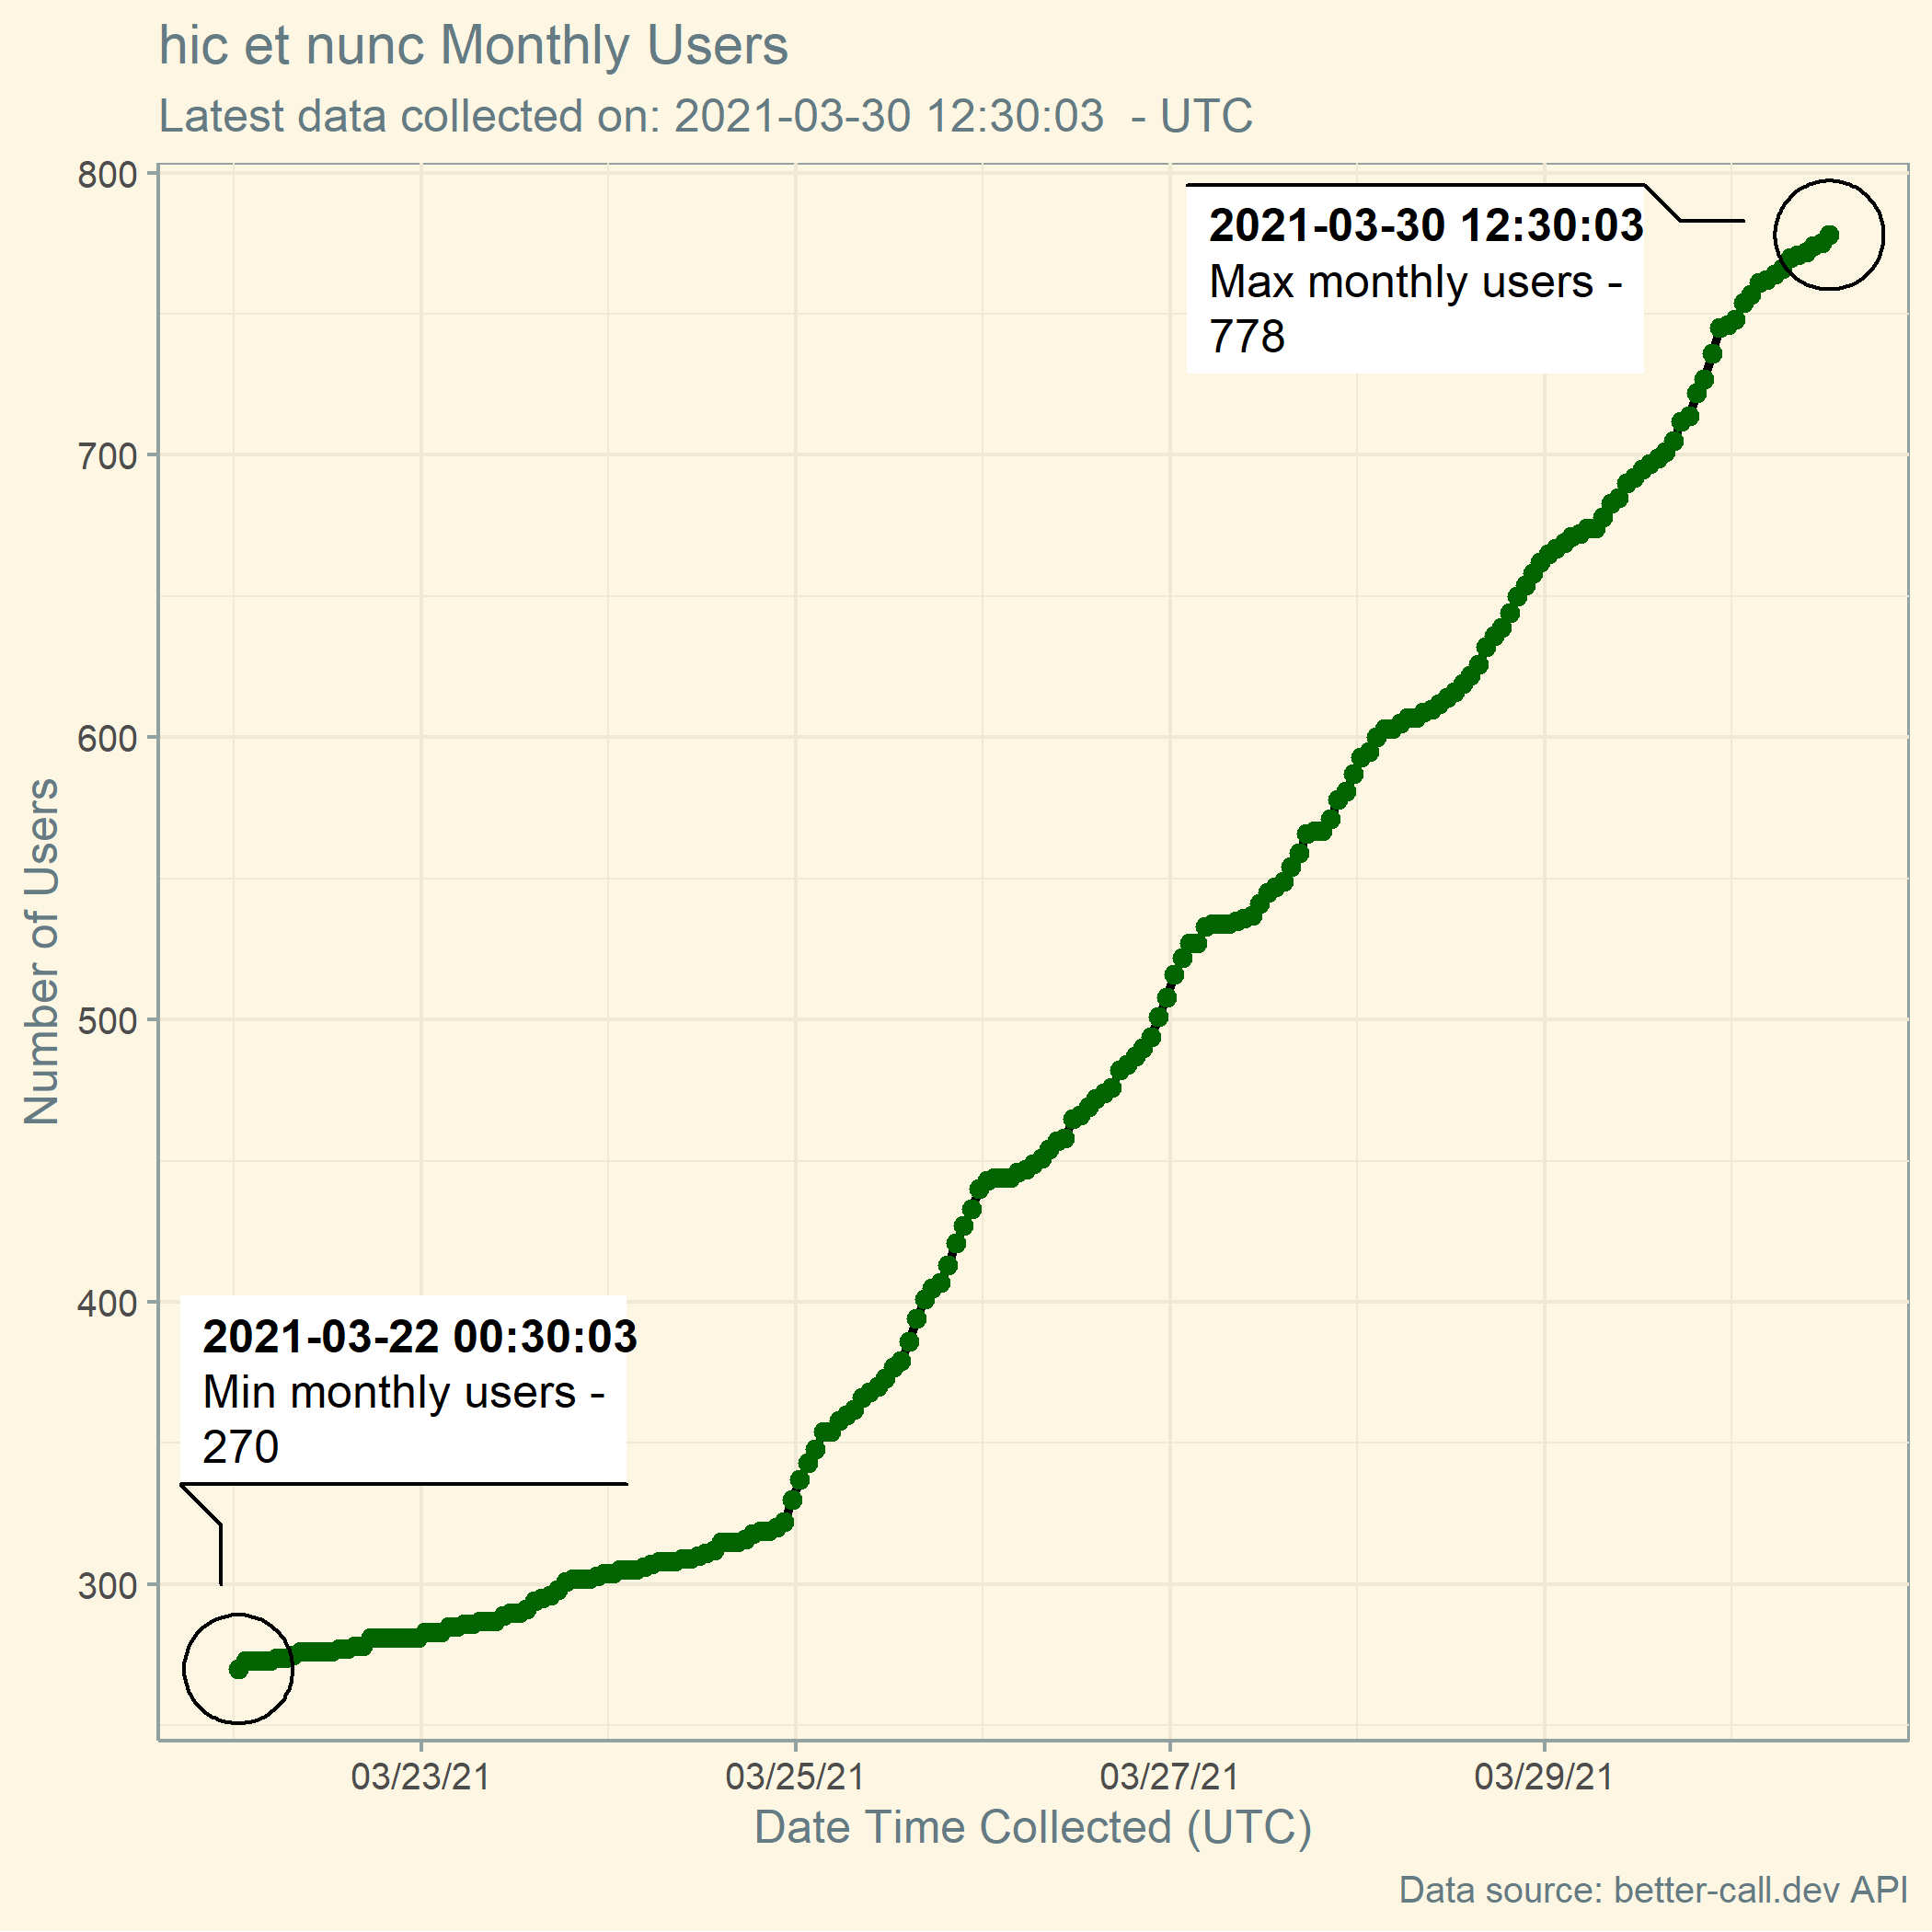 hic et nunc Monthly Users
Latest data collected on: 2021-03-30 12:30:03  - UTC
800
700
600
500
400
300
Number of Users
2021-03-30 12:30:03
Max monthly users -
778
2021-03-22 00:30:03
Min monthly users -
270
03/23/21
03/25/21
03/27/21
03/29/21
Date Time Collected (UTC)
Data source: better-call.dev API